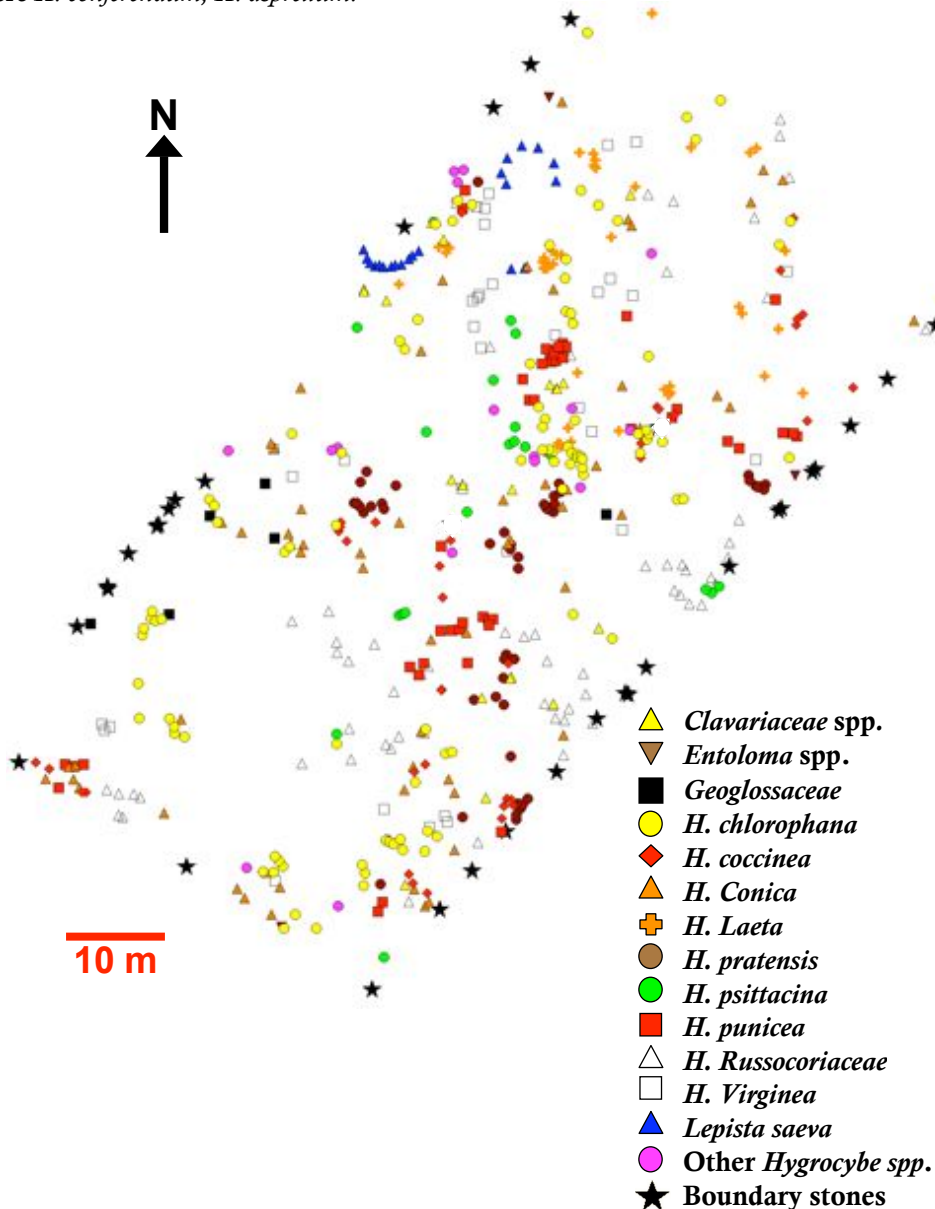 N
10 m
Clavariaceae spp.
Entoloma spp.
Geoglossaceae
H. chlorophana
H. coccinea
H. Conica
H. Laeta
H. pratensis
H. psittacina
H. punicea
H. Russocoriaceae
H. Virginea
Lepista saeva
Other Hygrocybe spp.
Boundary stones